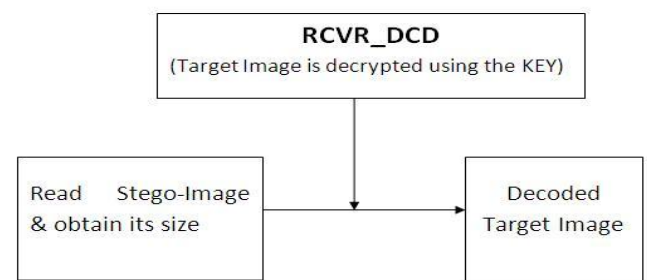 RCVR_DCD
(Target Image is decrypted using the KEY)
Read Stego-Image
& obtain its size
Decoded
Target Image